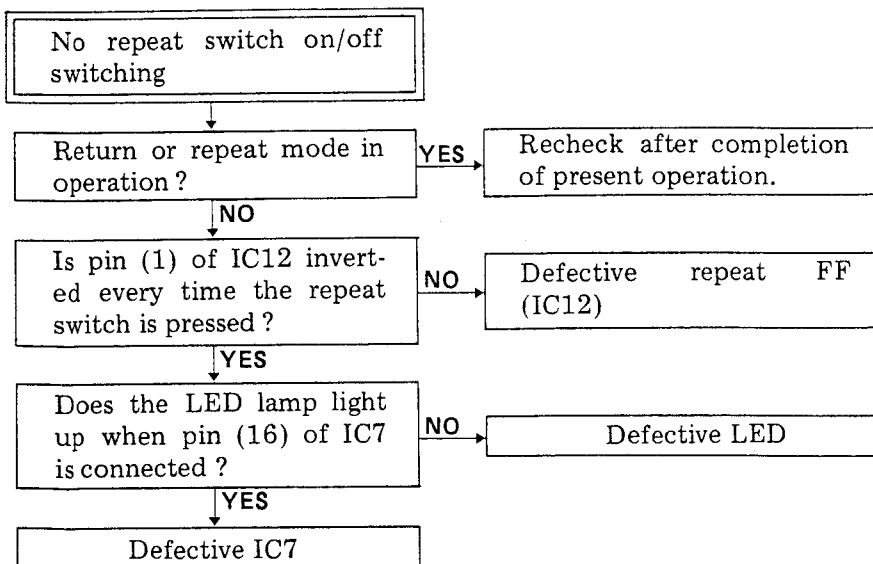 No repeat switch on/off
switching
Return or repeat mode in
operation ?
YES
Recheck after completion
of present operation.
NO
Is pin (1) of IC12 invert-
ed every time the repeat
switch is pressed ?
NO
Defective repeat FF
(IC12)
YES
Does the LED lamp light
up when pin (16) of IC7
is connected ?
NO
Defective LED
YES
Defective IC7